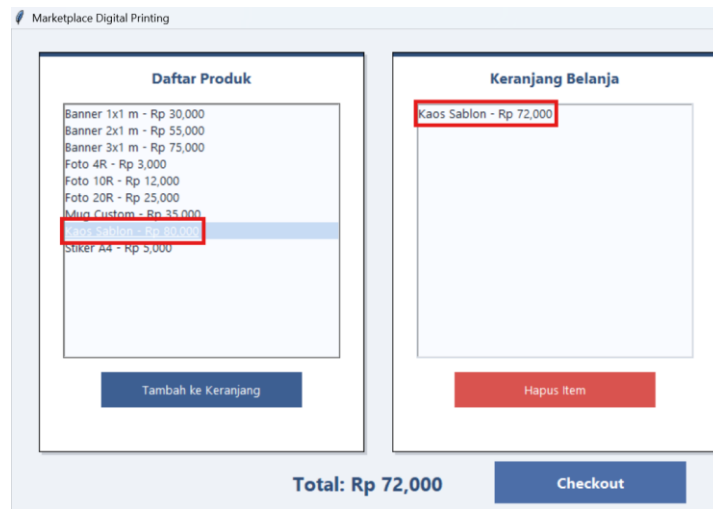 Marketplace Digital Printing
Daftar Produk
Banner 1x1 m - Rp 30,000
Banner 2x1 m - Rp 55,000
Banner 3x1 m - Rp 75,000
Foto 4R - Rp 3,000
Foto 10R - Rp 12,000
Foto 20R - Rp 25,000
Mug Custom - Rp 35,000
Kaos Sablon - Rp 80,000
Stiker A4 - Rp 5,000
Tambah ke Keranjang
Keranjang Belanja
Kaos Sablon - Rp 72,000
Hapus Item
Total: Rp 72,000
Checkout